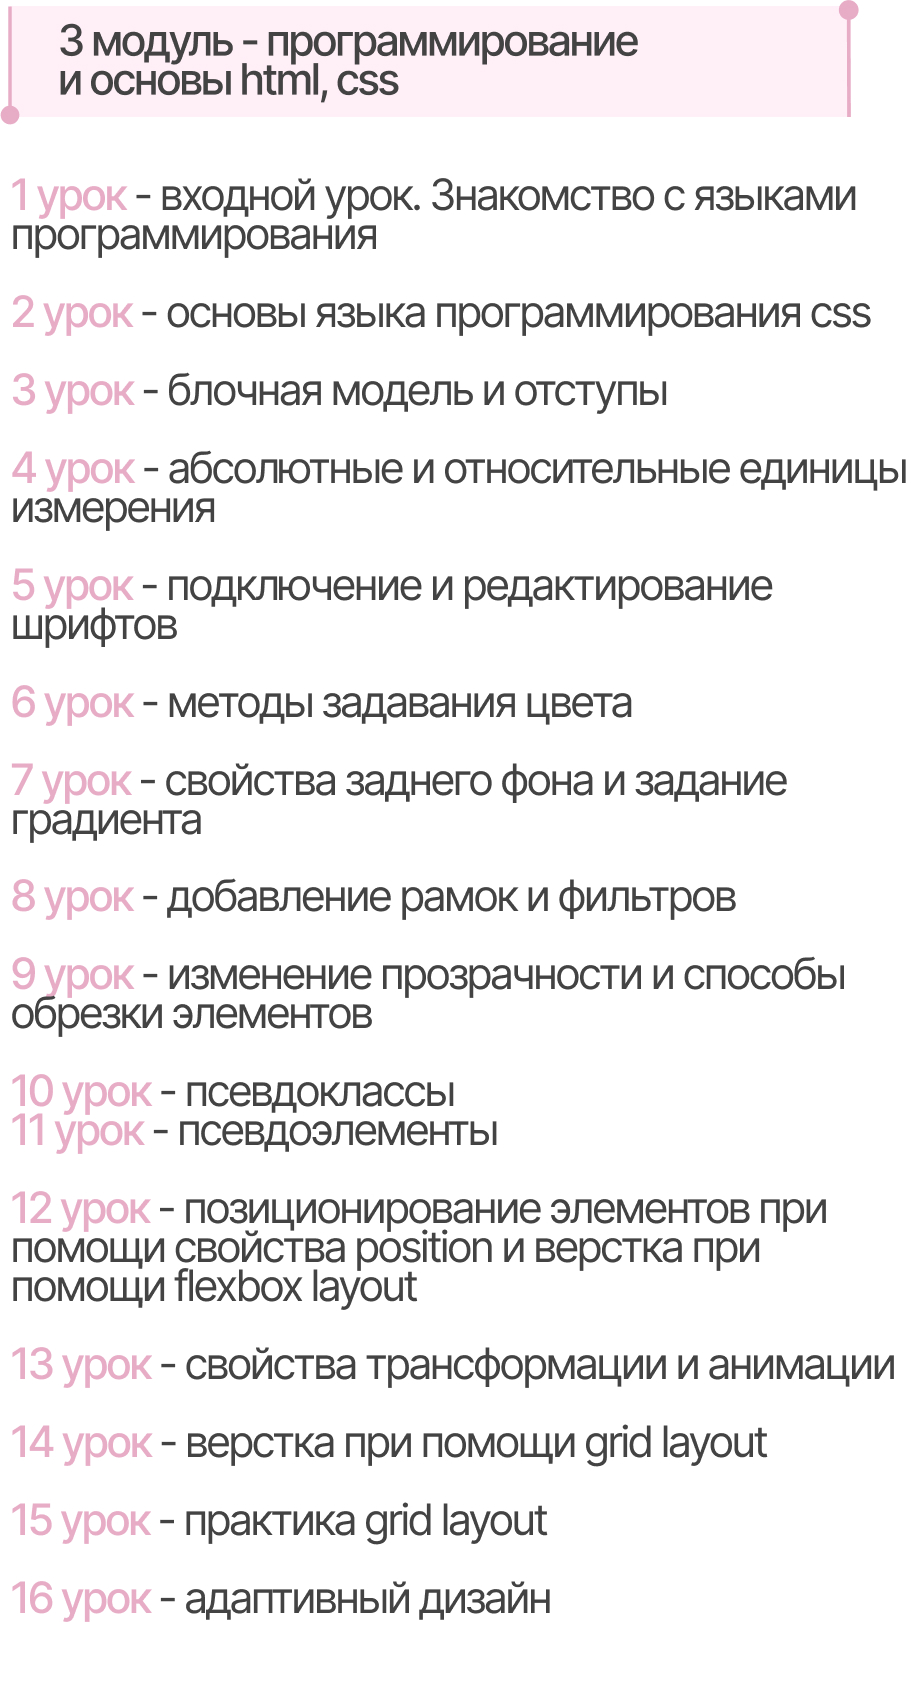 3 модуль - программирование
и основы html, css
1 урок - входной урок. Знакомство с языками
программирования
2 урок - основы языка программирования css
3 урок - блочная модель и отступы
4 урок - абсолютные и относительные единицы
измерения
5 урок - подключение и редактирование
шрифтов
6 урок - методы задавания цвета
7 урок - свойства заднего фона и задание
градиента
8 урок - добавление рамок и фильтров
9 урок - изменение прозрачности и способы
обрезки элементов
10 урок - псевдоклассы
11 урок - псевдоэлементы
12 урок - позиционирование элементов при
помощи свойства position и верстка при
помощи flexbox layout
13 урок - свойства трансформации и анимации
14 урок - верстка при помощи grid layout
15 урок - практика grid layout
16 урок - адаптивный дизайн